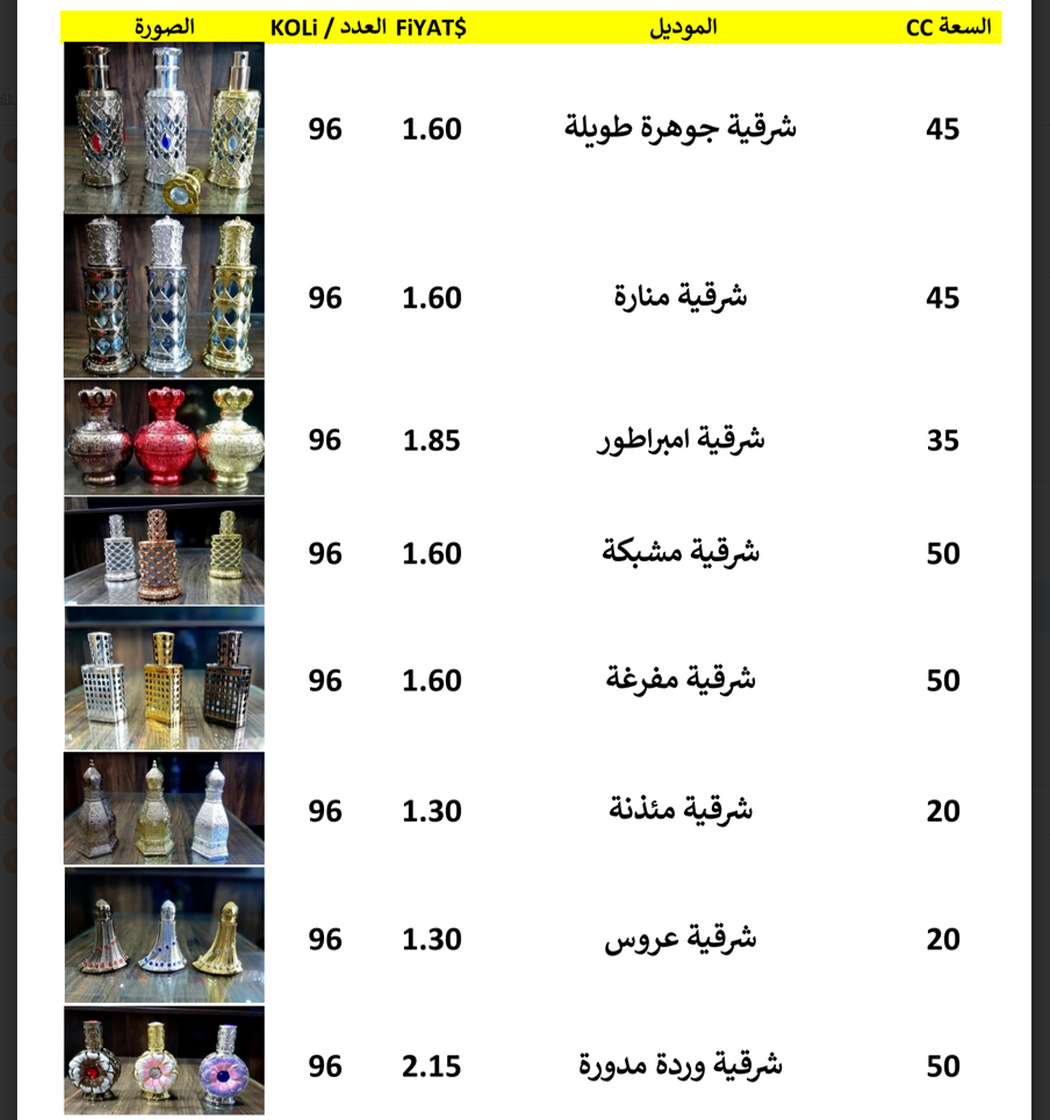 السعة CC الموديل FiYAT$ العدد / KOLi الصورة
45 شرقية جوهرة طويلة 1.60 96
45 شرقية منارة 1.60 96
35 شرقية امبراطور 1.85 96
50 شرقية مشبكة 1.60 96
50 شرقية مفرغة 1.60 96
20 شرقية مئذنة 1.30 96
20 شرقية عروس 1.30 96
50 شرقية وردة مدورة 2.15 96